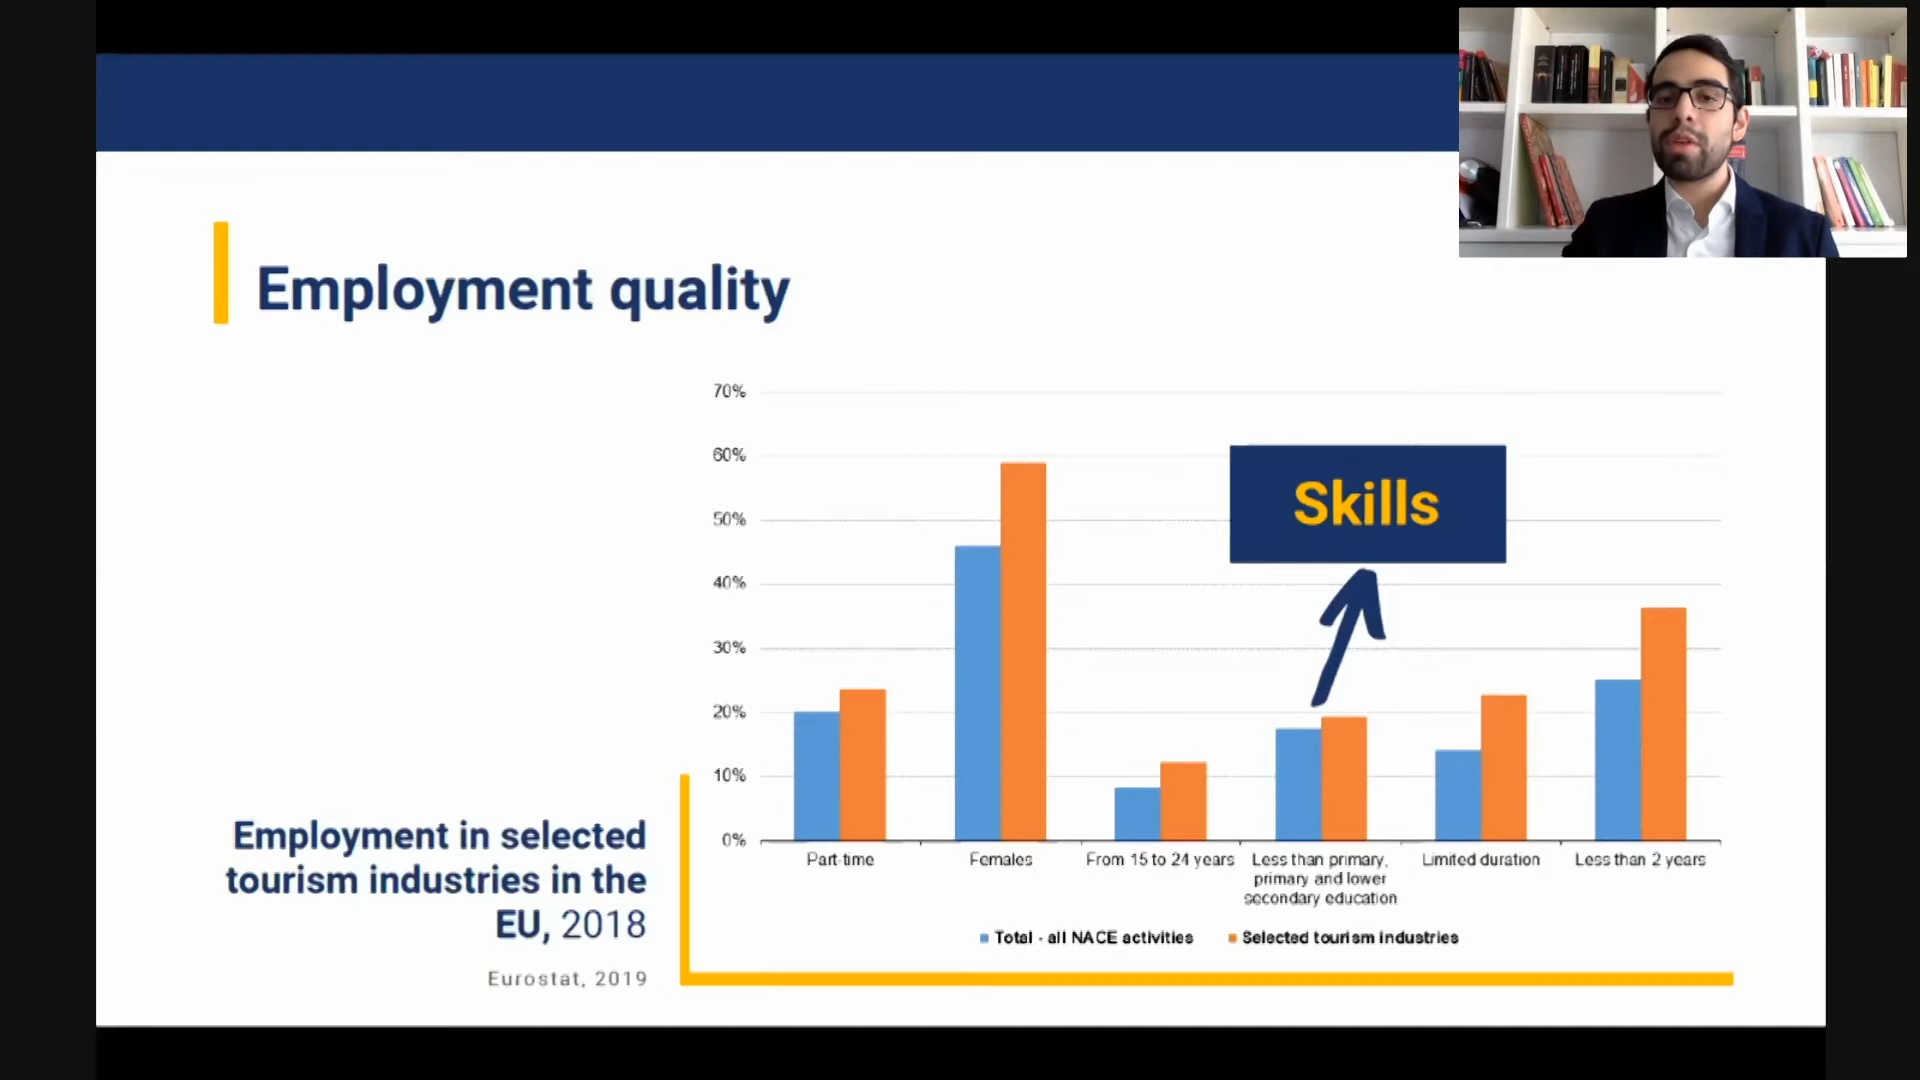 Employment quality
70%
60%
50%
40%
30%
20%
10%
0%
Skills
Part-time
Females
From 15 to 24 years
Less than primary,
primary and lower
secondary education
Limited duration
Less than 2 years
Total - all NACE activities
Selected tourism industries
Employment in selected
tourism industries in the
EU, 2018
Eurostat, 2019